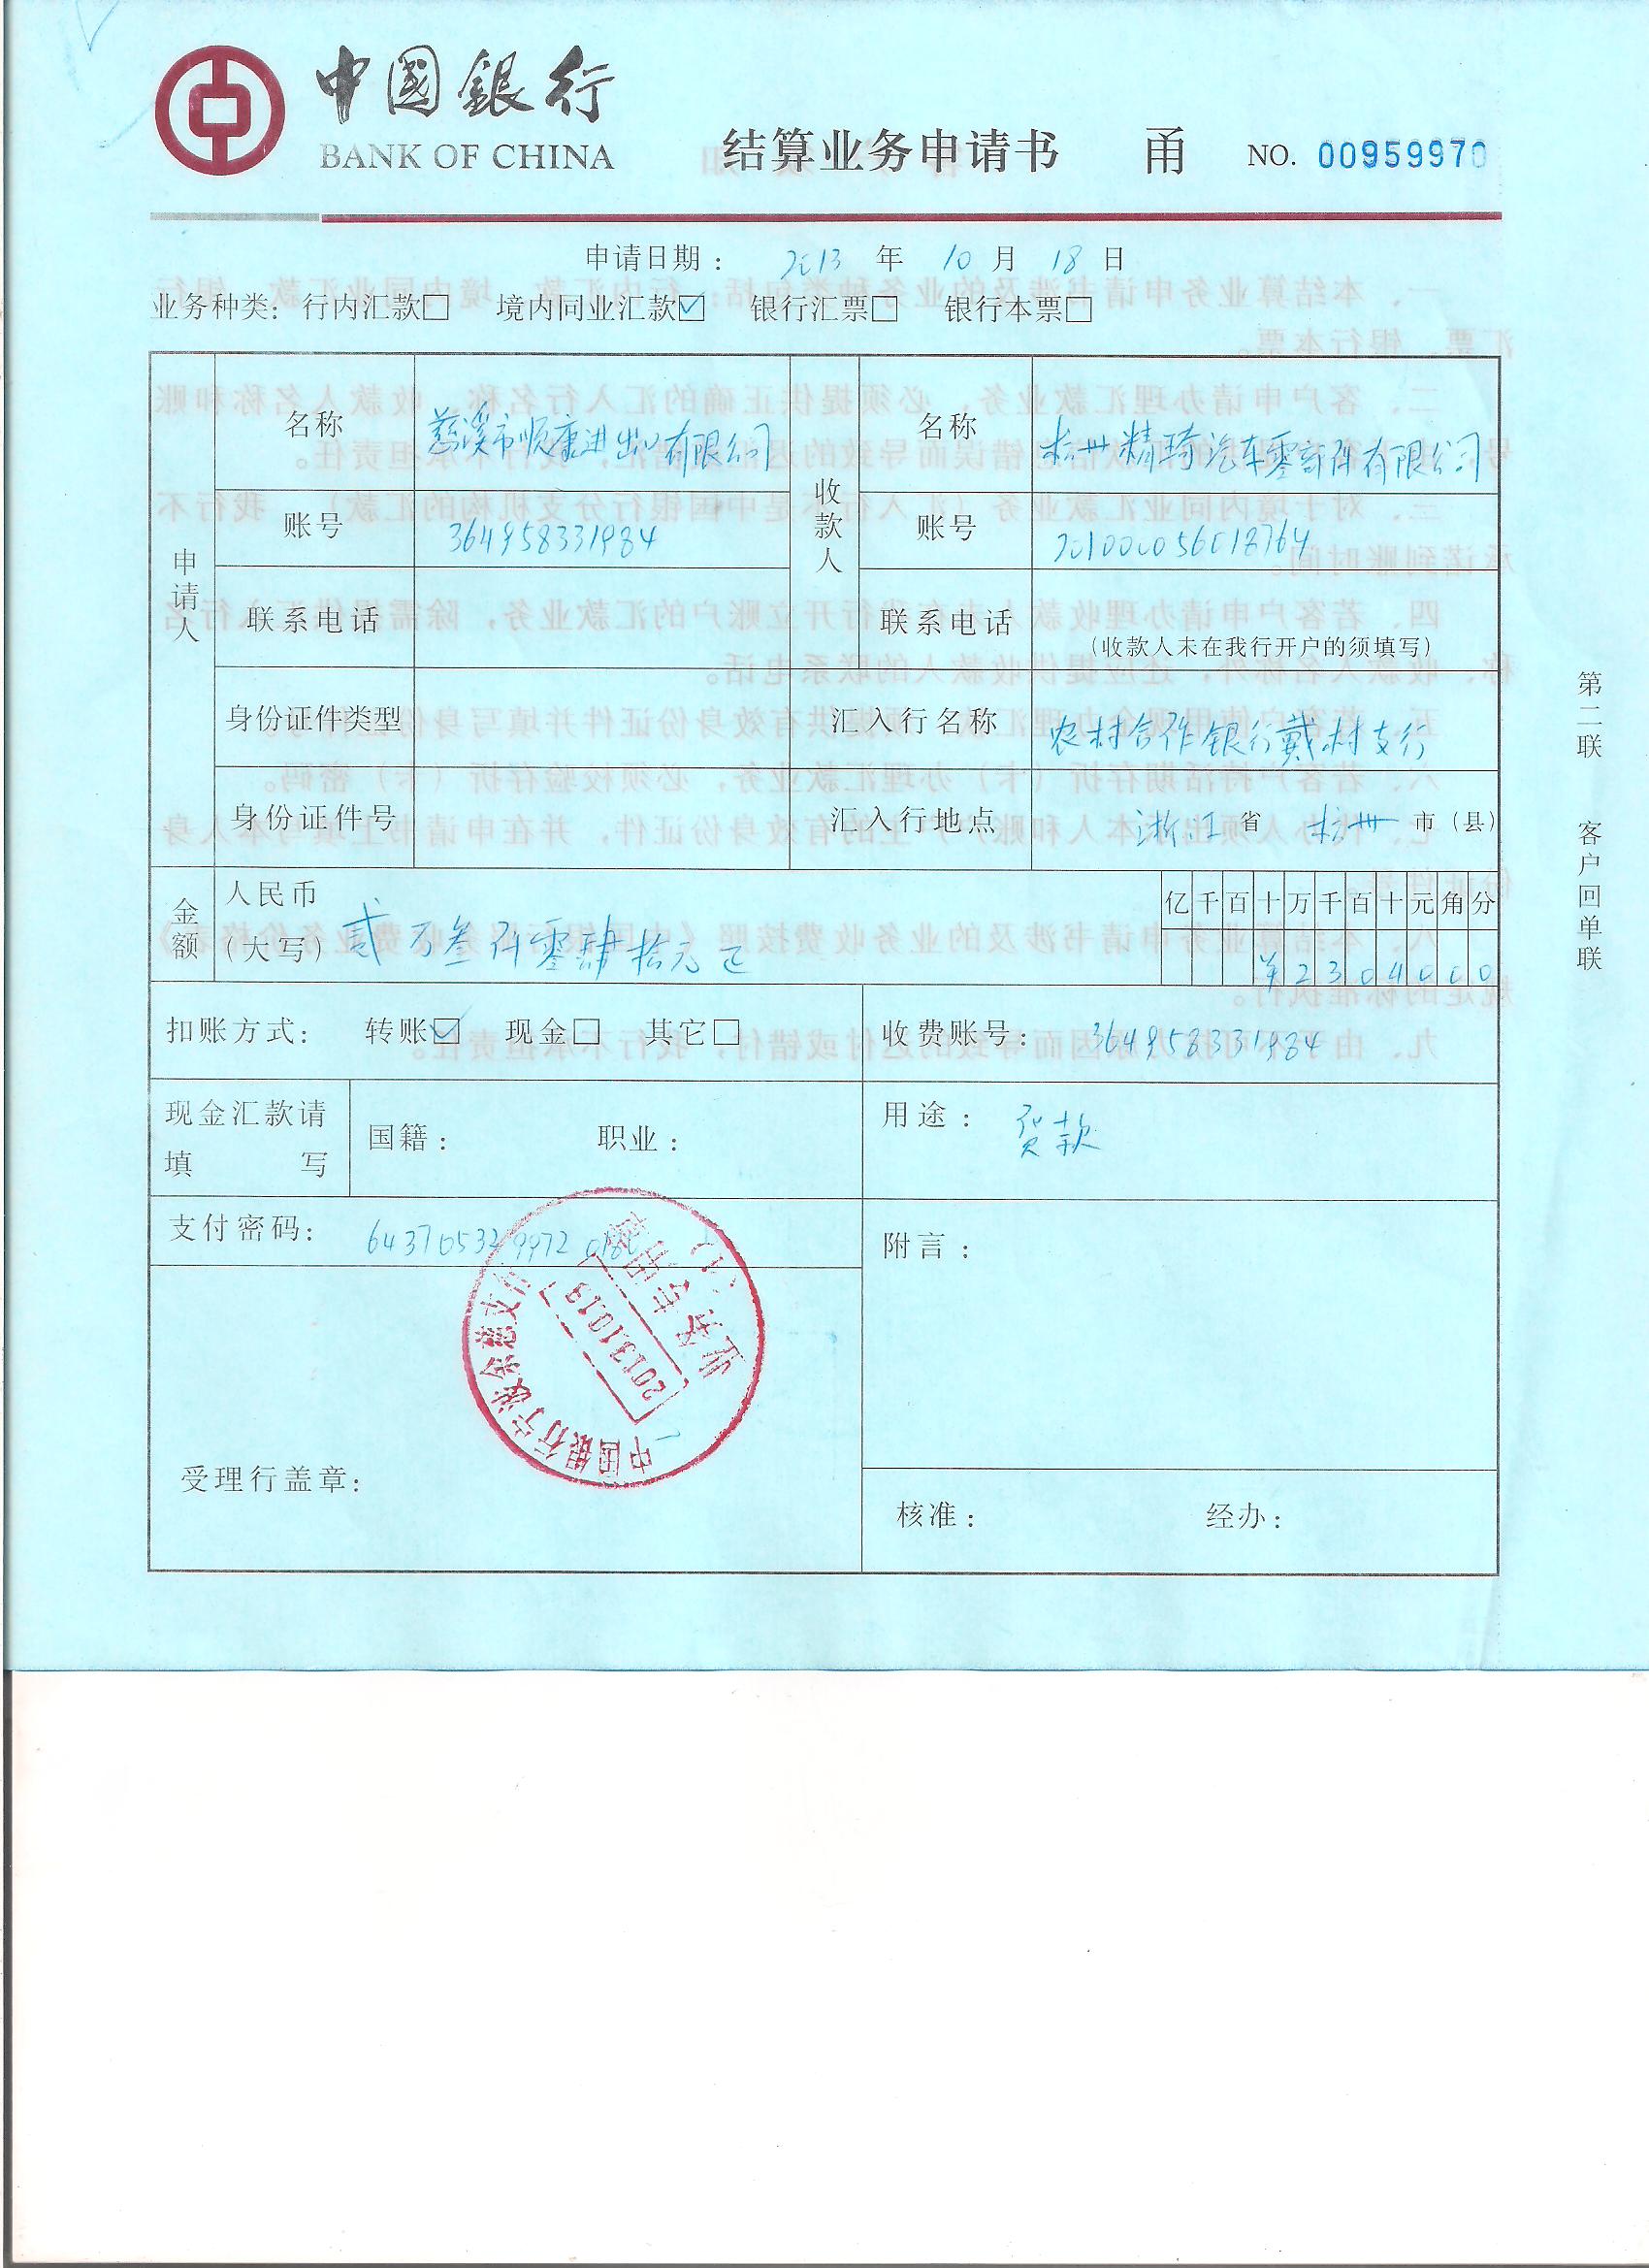 中國銀行
BANK OF CHINA
结算业务申请书 甬 NO. 00959970
申请日期： 2013 年 10 月 18 日
业务种类： 行内汇款□ 境内同业汇款☑ 银行汇票□ 银行本票□
申请人
名称 慈溪市顺康进出口有限公司
账号 364958331984
联系电话
身份证件类型
身份证件号
收款人
名称 杭州精琦汽车零部件有限公司
账号 201000056018764
联系电话 (收款人未在我行开户的须填写)
汇入行名称 农村合作银行戴村支行
汇入行地点 浙江 省 杭州 市（县）
金额 人民币（大写） 贰万叁仟零肆拾元正
亿 千 百 十 万 千 百 十 元 角 分
¥ 2 3 0 4 0 0 0
扣账方式： 转账☑ 现金□ 其它□
收费账号： 364958331984
现金汇款请填写 国籍： 职业：
用途： 货款
支付密码： 6437 0532 9972
附言：
中国银行宁波余慈支行
业务专用章
受理行盖章：
核准： 经办：
第二联 客户回单联